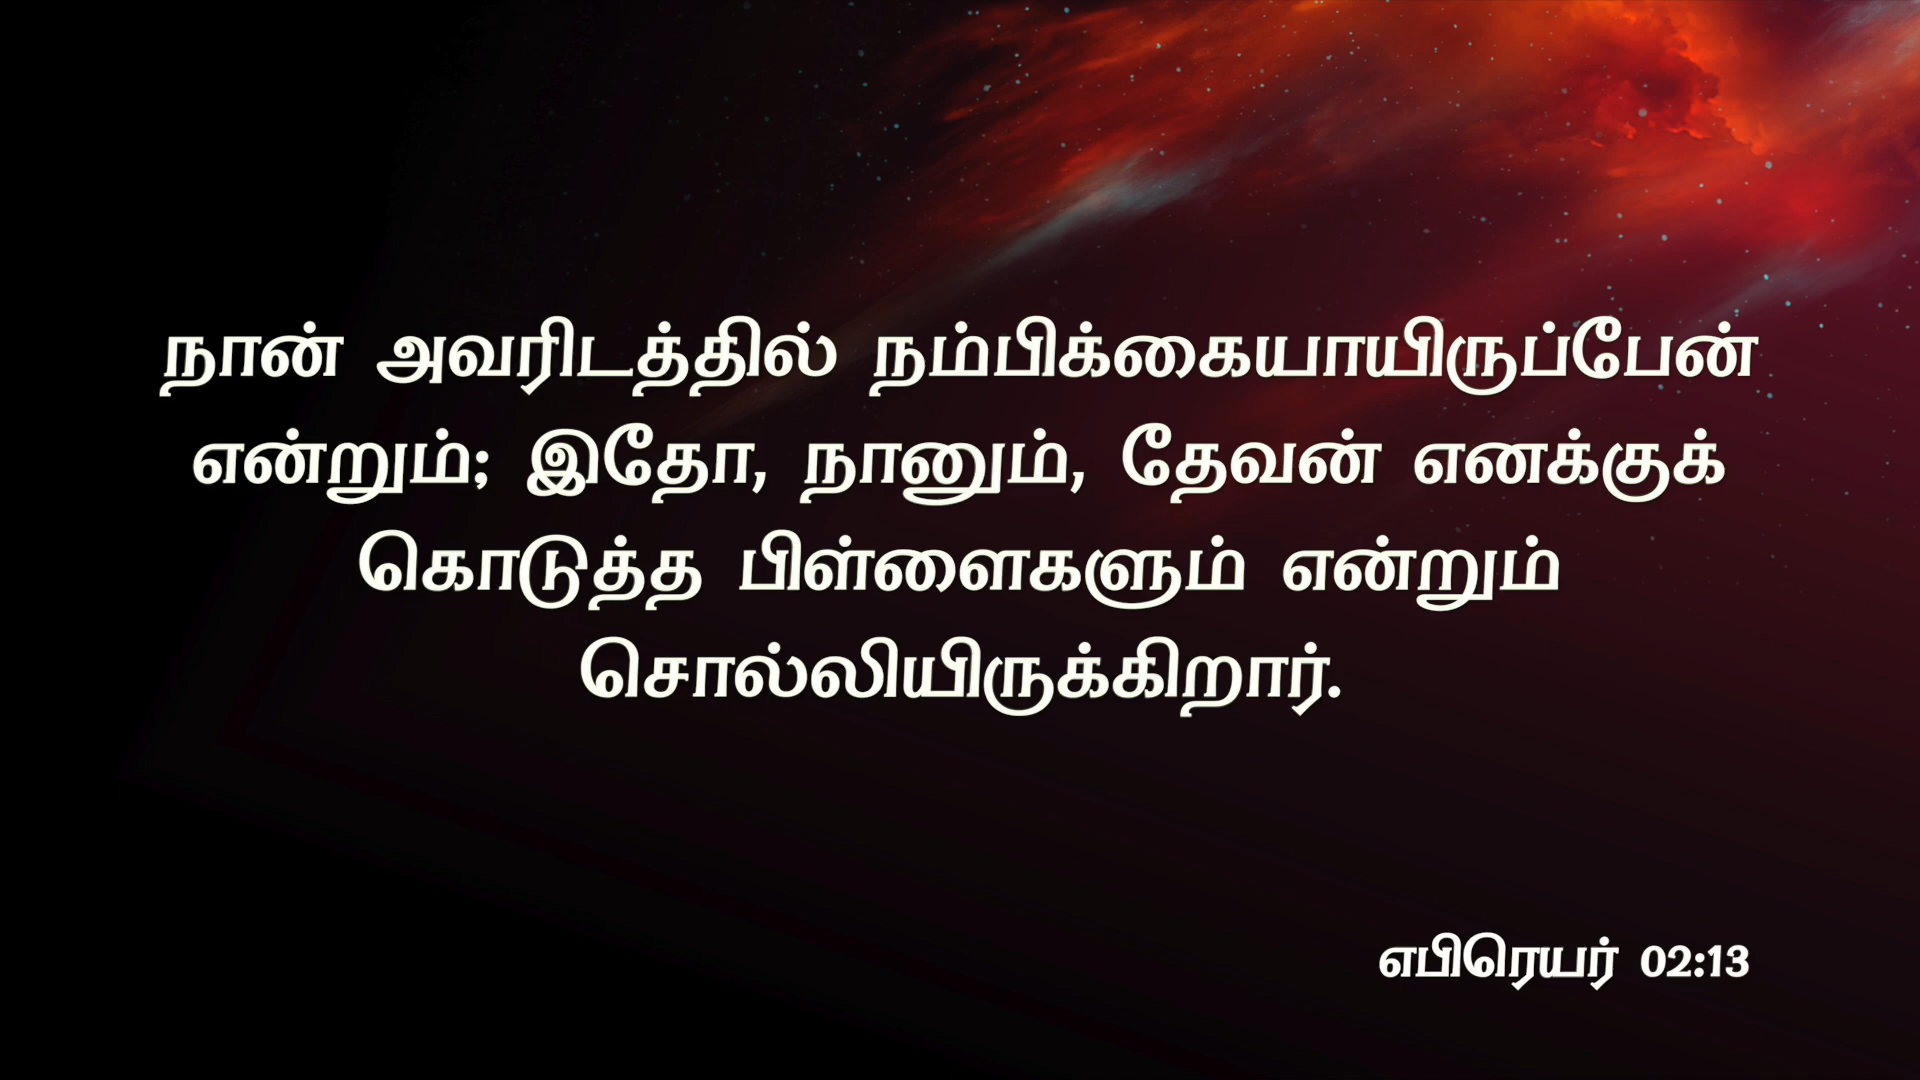 நான் அவரிடத்தில் நம்பிக்கையாயிருப்பேன்
என்றும்; இதோ, நானும், தேவன் எனக்குக்
கொடுத்த பிள்ளைகளும் என்றும்
சொல்லியிருக்கிறார்.
எபிரெயர் 02:13